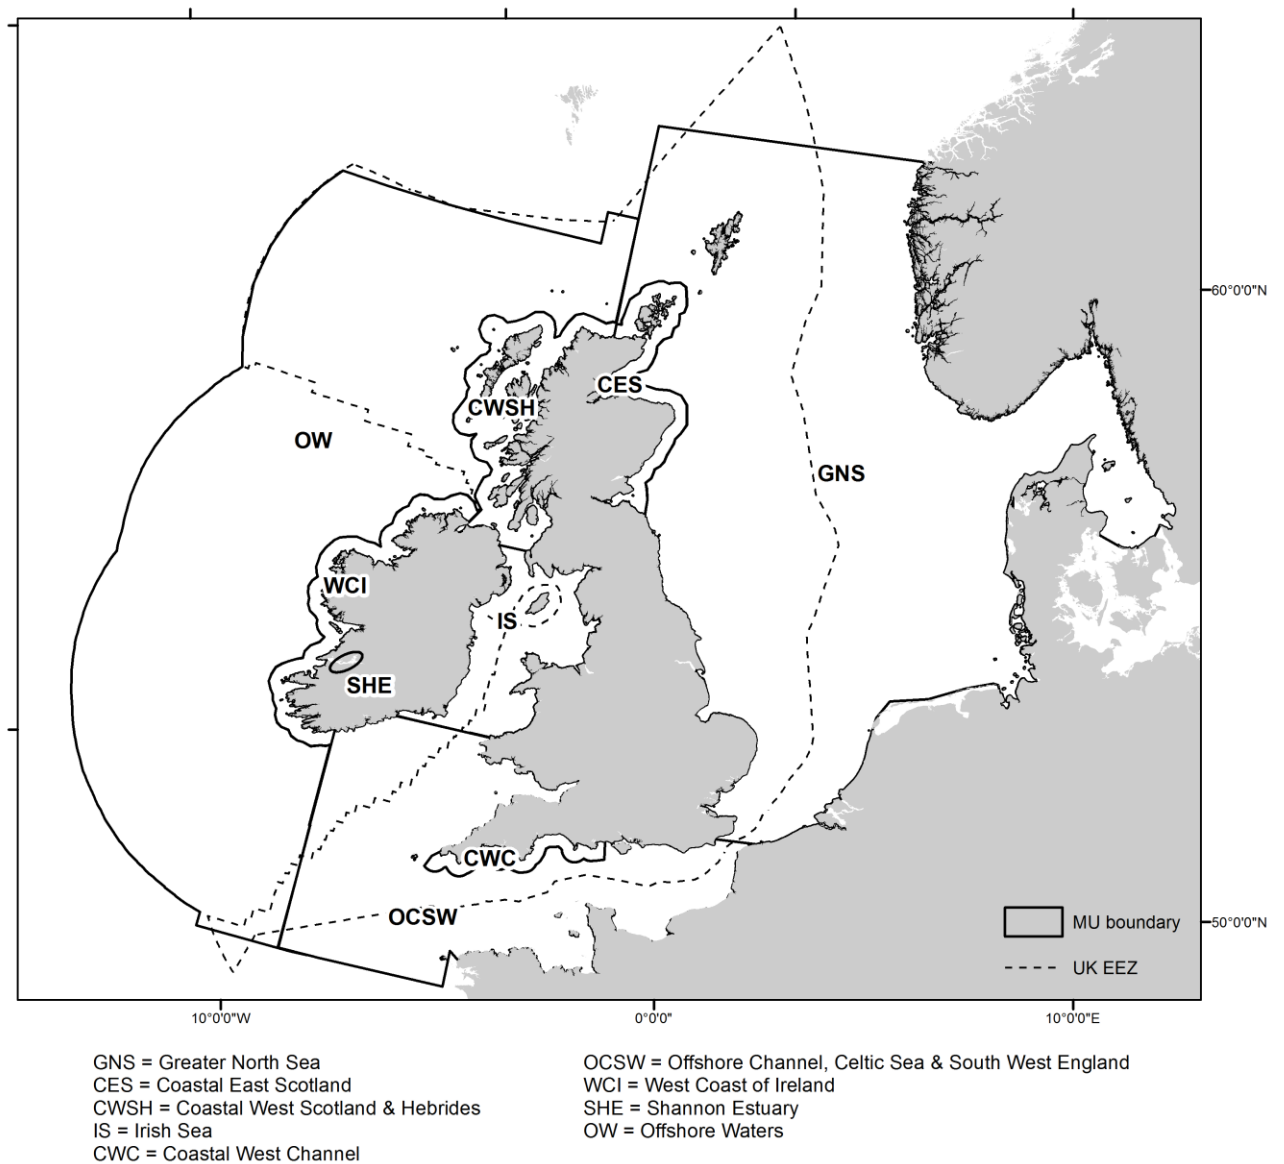 60°0'0"N
CES
CWSH
OW
GNS
WCI
IS
SHE
CWC
OCSW
MU boundary
50°0'0"N
UK EEZ
10°0'0"W
0°0'0"
10°0'0"E
GNS = Greater North Sea
CES = Coastal East Scotland
CWSH = Coastal West Scotland & Hebrides
IS = Irish Sea
CWC = Coastal West Channel
OCSW = Offshore Channel, Celtic Sea & South West England
WCI = West Coast of Ireland
SHE = Shannon Estuary
OW = Offshore Waters